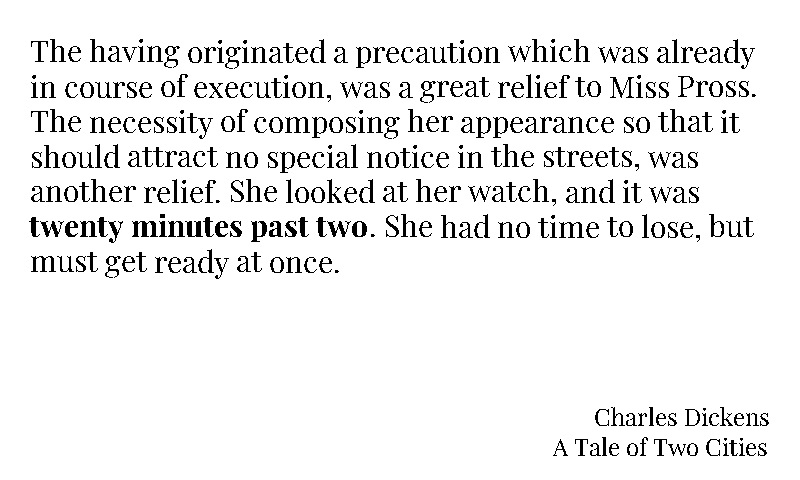 The having originated a precaution which was already
in course of execution, was a great relief to Miss Pross.
The necessity of composing her appearance so that it
should attract no special notice in the streets, was
another relief. She looked at her watch, and it was
twenty minutes past two. She had no time to lose, but
must get ready at once.
Charles Dickens
A Tale of Two Cities